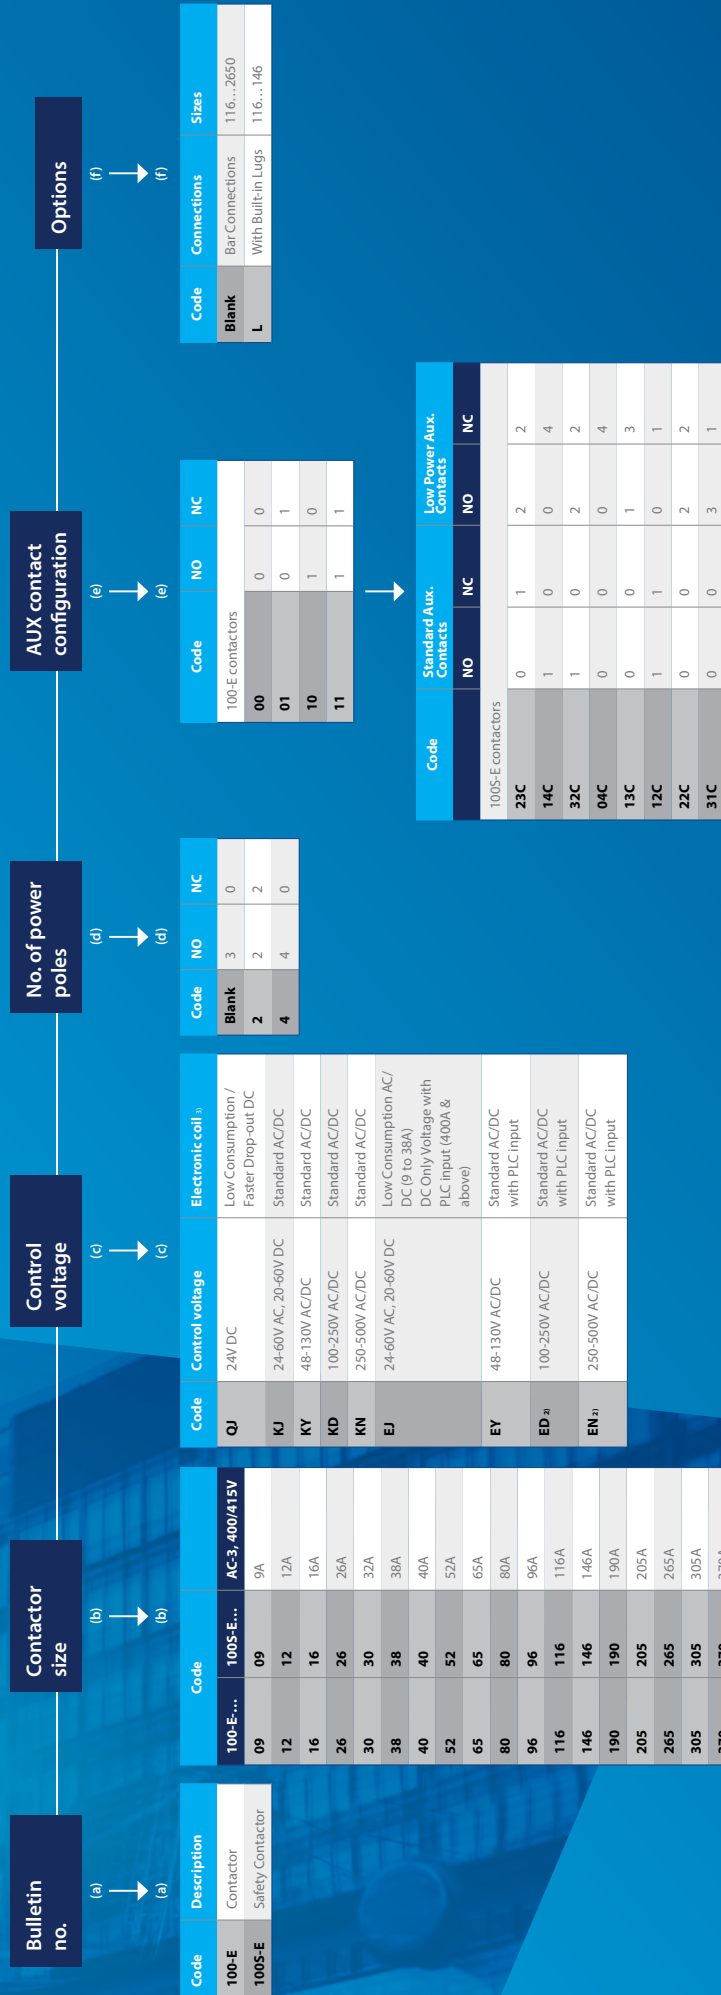 Bulletin
no.
Contactor
size
Control
voltage
No. of power
poles
AUX contact
configuration
Options
(a)
(a)
(b)
(b)
(c)
(c)
(d)
(d)
(e)
(e)
(f)
(f)
Code Description
100-E Contactor
100S-E Safety Contactor
Code
100-E-... 100S-E... AC-3, 400/415V
09 09 9A
12 12 12A
16 16 16A
26 26 26A
30 30 32A
38 38 38A
40 40 40A
52 52 52A
65 65 65A
80 80 80A
96 96 96A
116 116 116A
146 146 146A
190 190 190A
205 205 205A
265 265 265A
305 305 305A
Code Control voltage Electronic coil 3)
QJ 24V DC Low Consumption /
Faster Drop-out DC
KJ 24-60V AC, 20-60V DC Standard AC/DC
KY 48-130V AC/DC Standard AC/DC
KD 100-250V AC/DC Standard AC/DC
KN 250-500V AC/DC Standard AC/DC
EJ 24-60V AC, 20-60V DC Low Consumption AC/
DC (9 to 38A)
DC Only Voltage with
PLC input (400A &
above)
EY 48-130V AC/DC Standard AC/DC
with PLC input
ED 2) 100-250V AC/DC Standard AC/DC
with PLC input
EN 2) 250-500V AC/DC Standard AC/DC
with PLC input
Code NO NC
Blank 3 0
2 2 2
4 4 0
Code NO NC
100-E contactors
00 0 0
01 0 1
10 1 0
11 1 1
Code Standard Aux.
Contacts Low Power Aux.
Contacts
NO NC NO NC
100S-E contactors
23C 0 1 2 2
14C 1 0 0 4
32C 1 0 2 2
04C 0 0 0 4
13C 0 0 1 3
12C 1 1 0 1
22C 0 0 2 2
31C 0 0 3 1
Code Connections Sizes
Blank Bar Connections 116...2650
L With Built-in Lugs 116...146